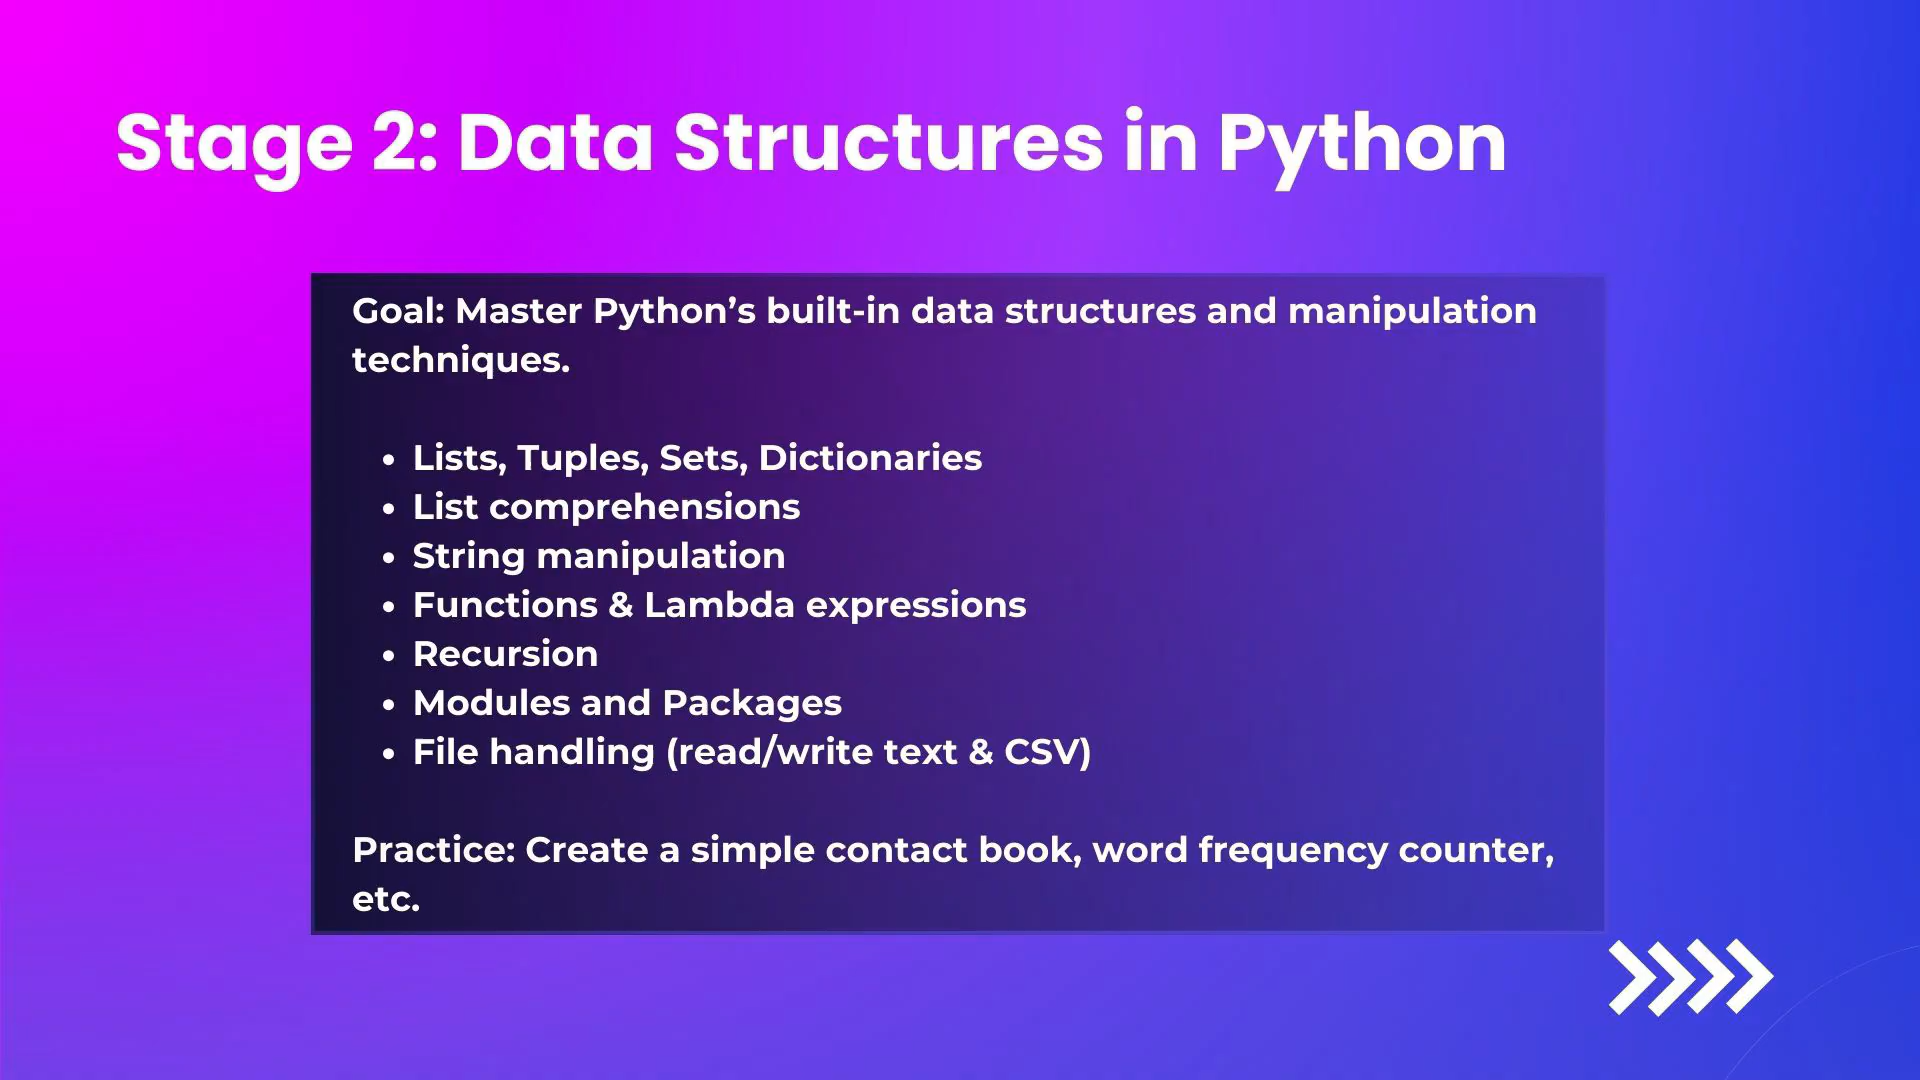 Stage 2: Data Structures in Python
Goal: Master Python’s built-in data structures and manipulation
techniques.
• Lists, Tuples, Sets, Dictionaries
• List comprehensions
• String manipulation
• Functions & Lambda expressions
• Recursion
• Modules and Packages
• File handling (read/write text & CSV)
Practice: Create a simple contact book, word frequency counter,
etc.